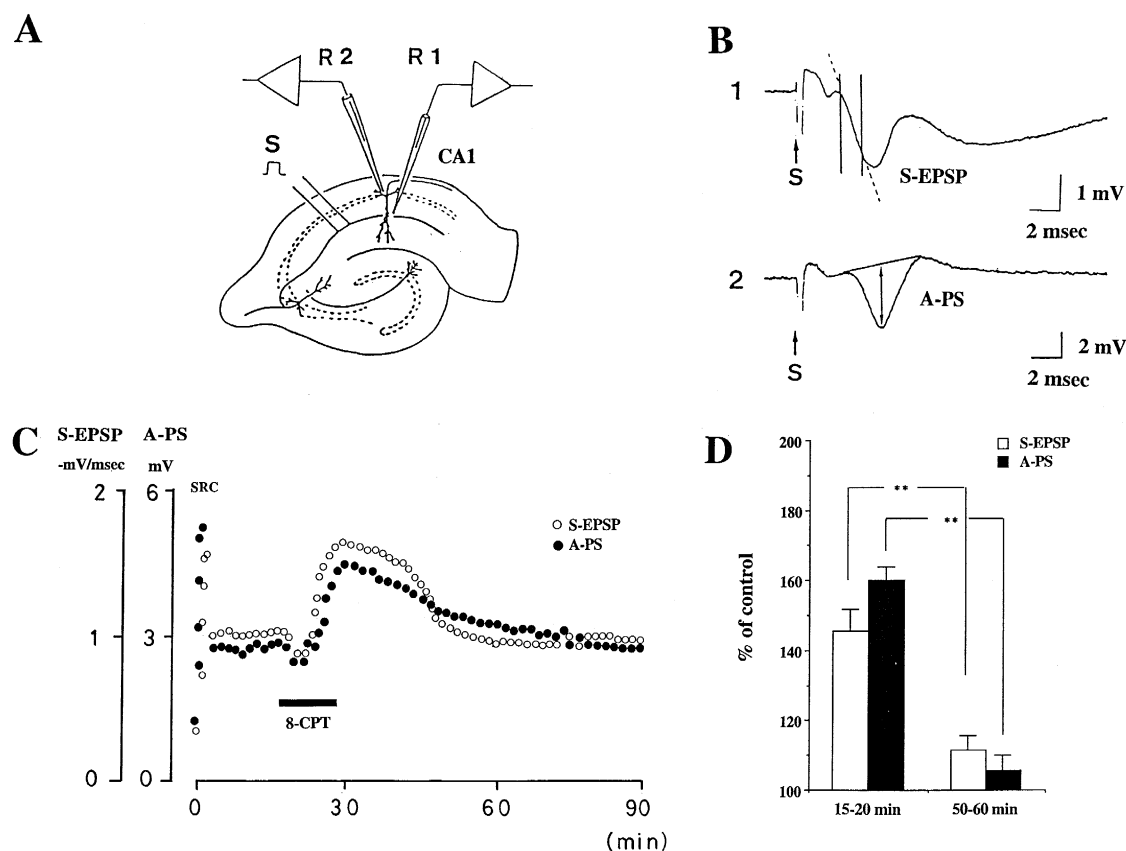 A
R 2
R 1
S
CA1
B
1
S
S-EPSP
1 mV
2 msec
2
A-PS
S
2 mV
2 msec
C
S-EPSP
A-PS
-mV/msec
mV
2
6
SRC
S-EPSP
A-PS
1
3
8-CPT
0
0
0
30
60
90
(min)
D
S-EPSP
A-PS
200
**
180
**
160
140
120
100
% of control
15-20 min
50-60 min